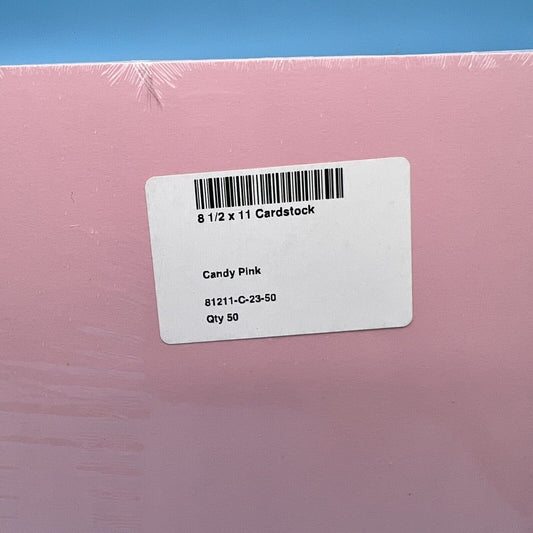 8 1/2 x 11 Cardstock
Candy Pink
81211-C-23-50
Qty 50